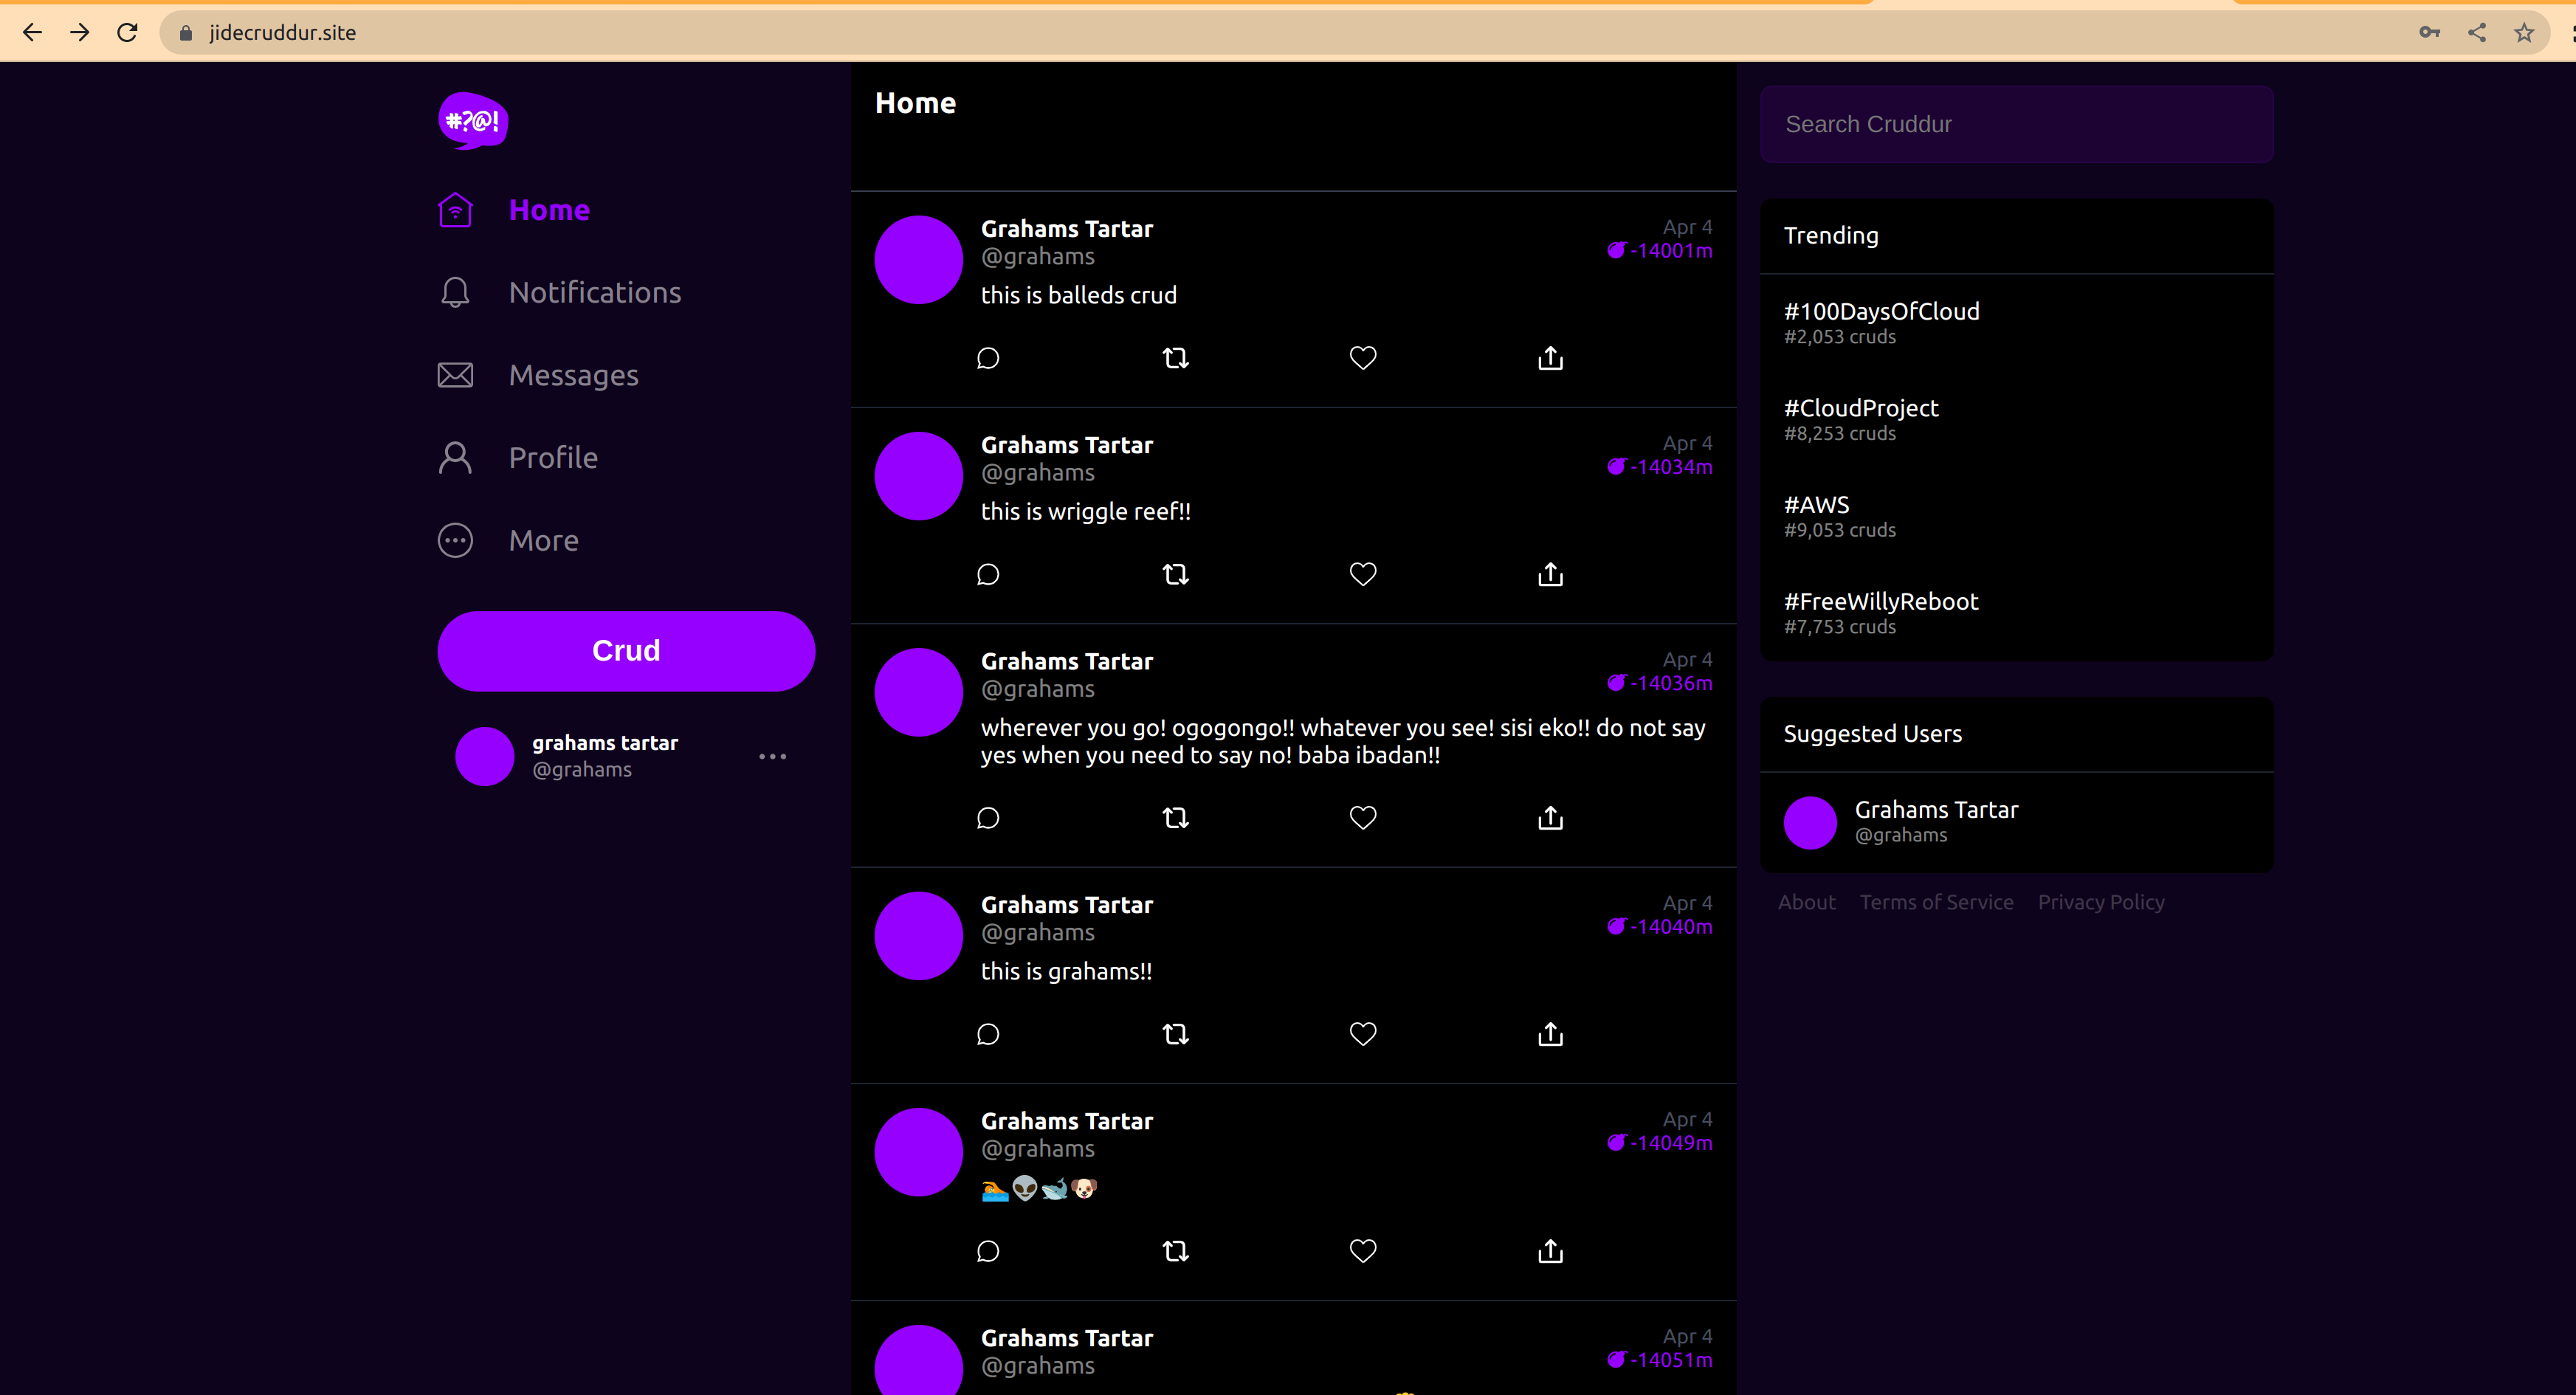 jidecruddur.site
#?@!
Home
Notifications
Messages
Profile
More
Crud
grahams tartar
@grahams
Home
Grahams Tartar
@grahams
Apr 4
-14001m
this is balleds crud
Grahams Tartar
@grahams
Apr 4
-14034m
this is wriggle reef!!
Grahams Tartar
@grahams
Apr 4
-14036m
wherever you go! ogogongo!! whatever you see! sisi eko!! do not say
yes when you need to say no! baba ibadan!!
Grahams Tartar
@grahams
Apr 4
-14040m
this is grahams!!
Grahams Tartar
@grahams
Apr 4
-14049m
🏊👽🐋🐶
Grahams Tartar
@grahams
Apr 4
-14051m
Search Cruddur
Trending
#100DaysOfCloud
#2,053 cruds
#CloudProject
#8,253 cruds
#AWS
#9,053 cruds
#FreeWillyReboot
#7,753 cruds
Suggested Users
Grahams Tartar
@grahams
About Terms of Service Privacy Policy